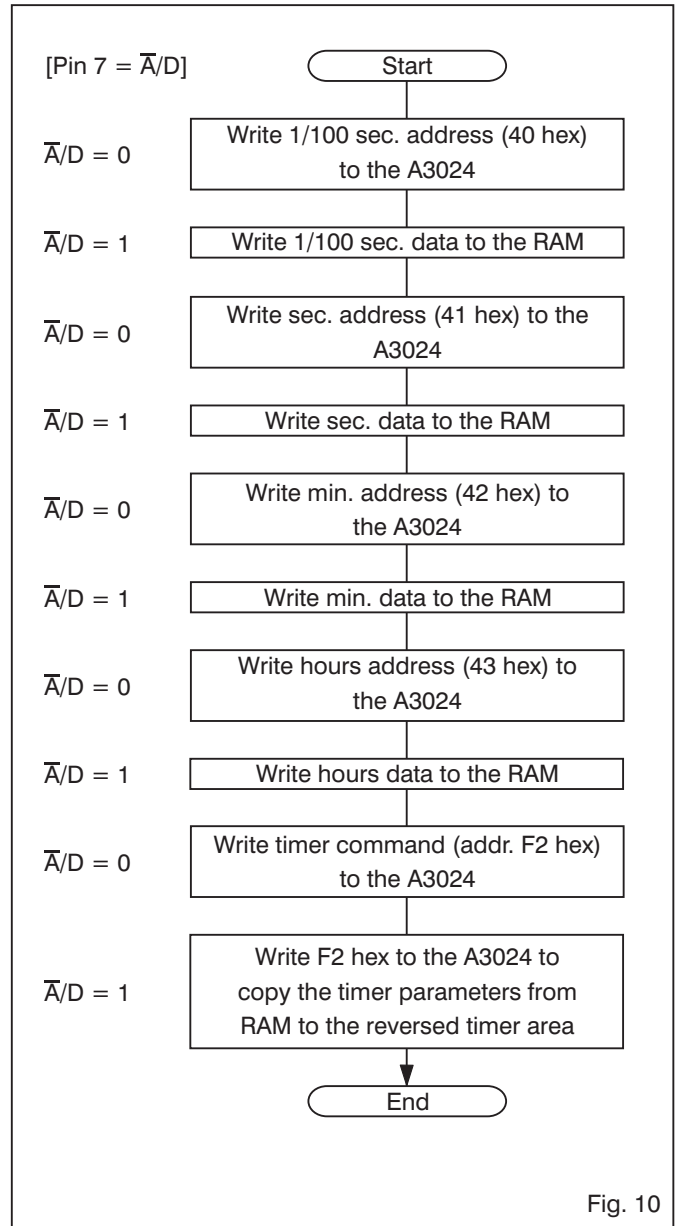 [Pin 7 = A̅/D]
Start
A̅/D = 0
Write 1/100 sec. address (40 hex)
to the A3024
A̅/D = 1
Write 1/100 sec. data to the RAM
A̅/D = 0
Write sec. address (41 hex) to the
A3024
A̅/D = 1
Write sec. data to the RAM
A̅/D = 0
Write min. address (42 hex) to
the A3024
A̅/D = 1
Write min. data to the RAM
A̅/D = 0
Write hours address (43 hex) to
the A3024
A̅/D = 1
Write hours data to the RAM
A̅/D = 0
Write timer command (addr. F2 hex)
to the A3024
A̅/D = 1
Write F2 hex to the A3024 to
copy the timer parameters from
RAM to the reversed timer area
End
Fig. 10